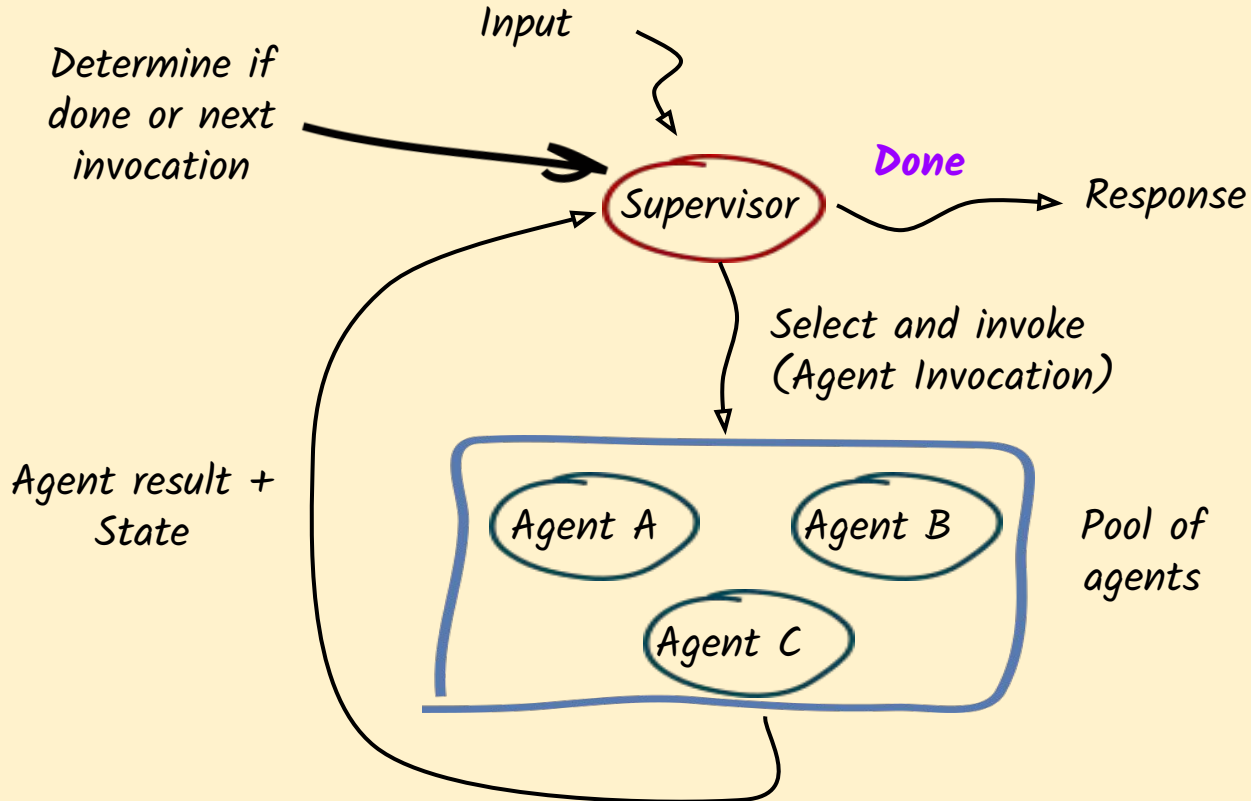 Input
Determine if
done or next
invocation
Done
Supervisor
Response
Select and invoke
(Agent Invocation)
Agent result +
State
Agent A
Agent B
Pool of
agents
Agent C